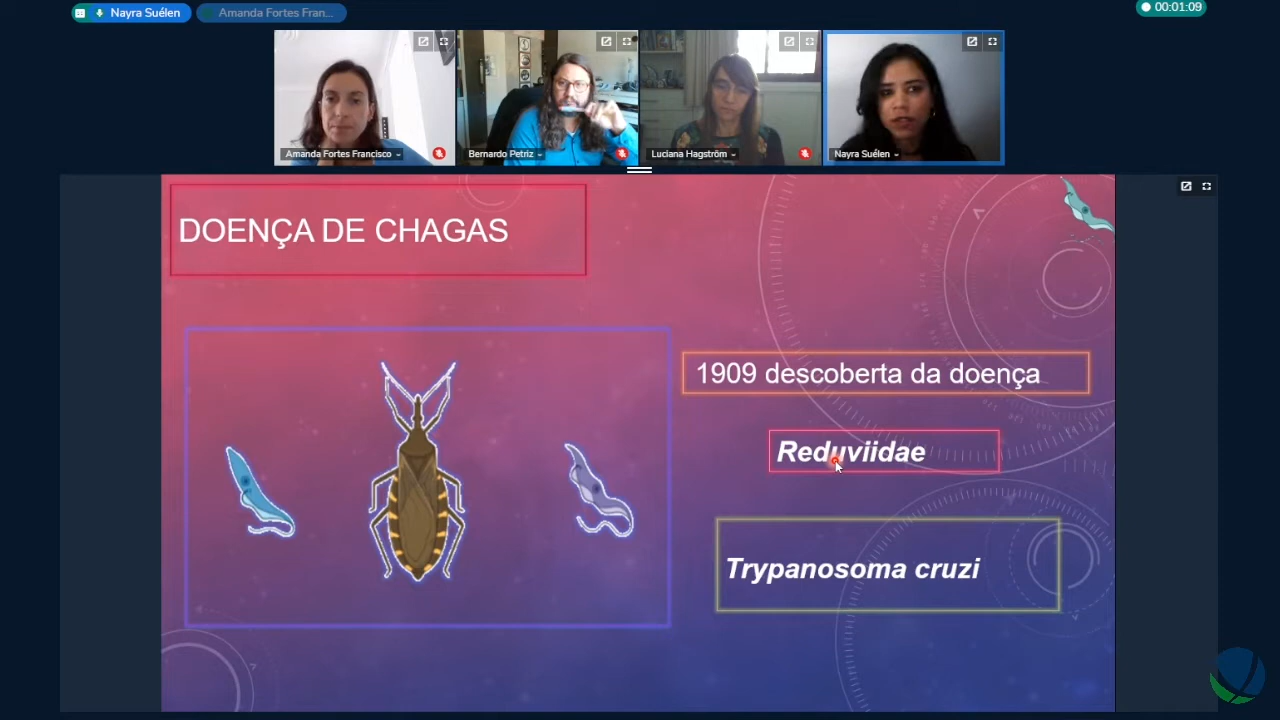 Nayra Suélen
Amanda Fortes Fran...
00:01:09
Amanda Fortes Francisco
Bernardo Petriz
Luciana Hagström
Nayra Suélen
DOENÇA DE CHAGAS
1909 descoberta da doença
Reduviidae
Trypanosoma cruzi